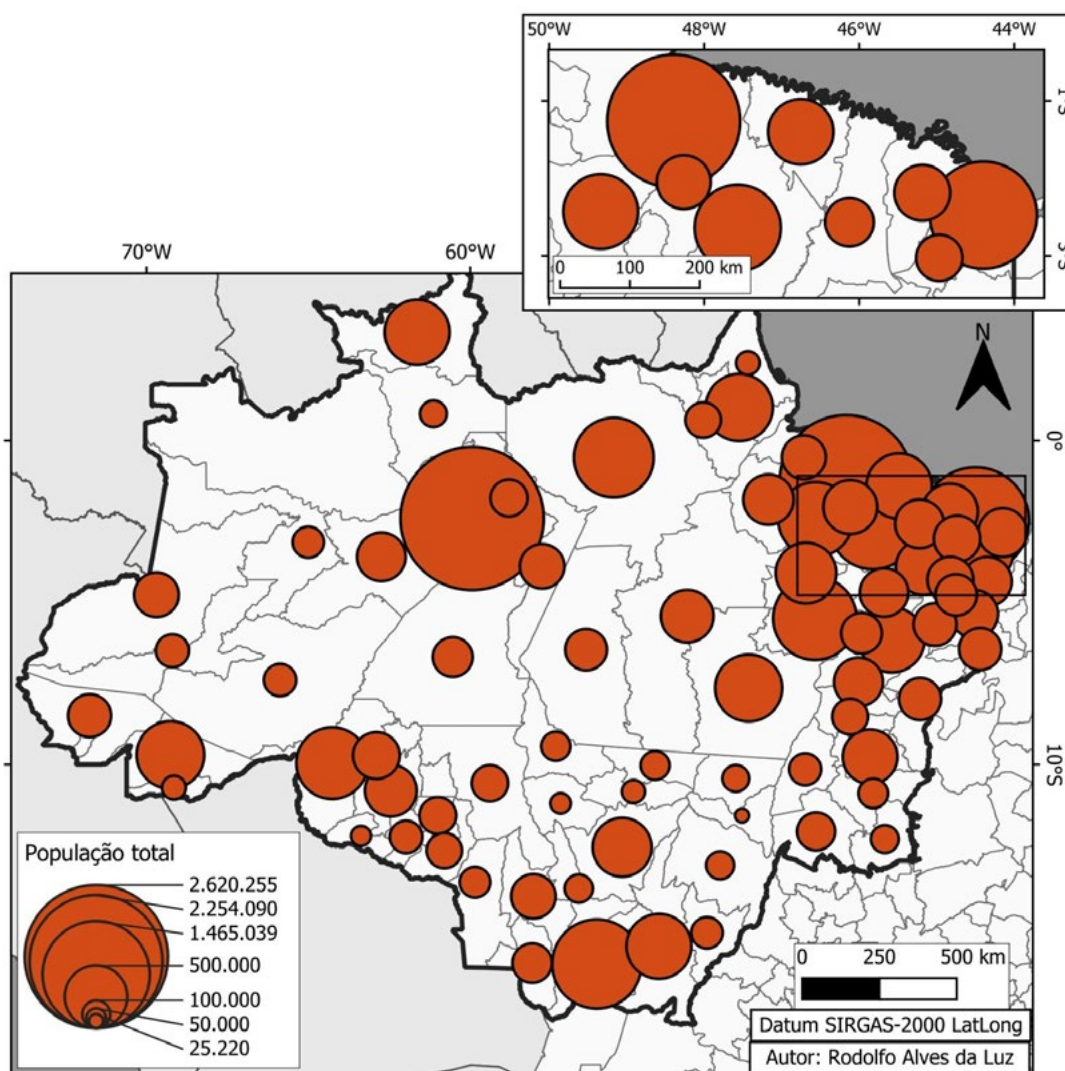 50°W 48°W 46°W 44°W
1°S
3°S
0 100 200 km
70°W 60°W
N
0°
10°S
População total
2.620.255
2.254.090
1.465.039
500.000
100.000
50.000
25.220
0 250 500 km
Datum SIRGAS-2000 LatLong
Autor: Rodolfo Alves da Luz